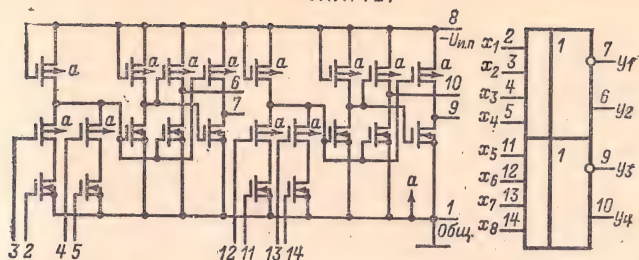 8
-Uи.п
a a a a a a a a
6 10
7 9
a a a a
a
1
Общ.
3 2 4 5 12 11 13 14
x1 2
x2 3
x3 4
x4 5
x5 11
x6 12
x7 13
x8 14
1
1
7 y1
6 y2
9 y3
10 y4